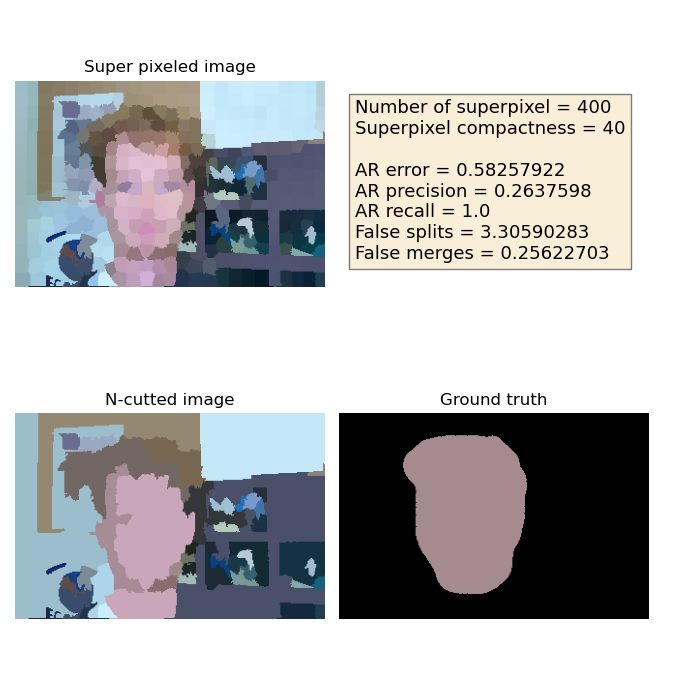 Super pixeled image
Number of superpixel = 400
Superpixel compactness = 40
AR error = 0.58257922
AR precision = 0.2637598
AR recall = 1.0
False splits = 3.30590283
False merges = 0.25622703
N-cutted image
Ground truth